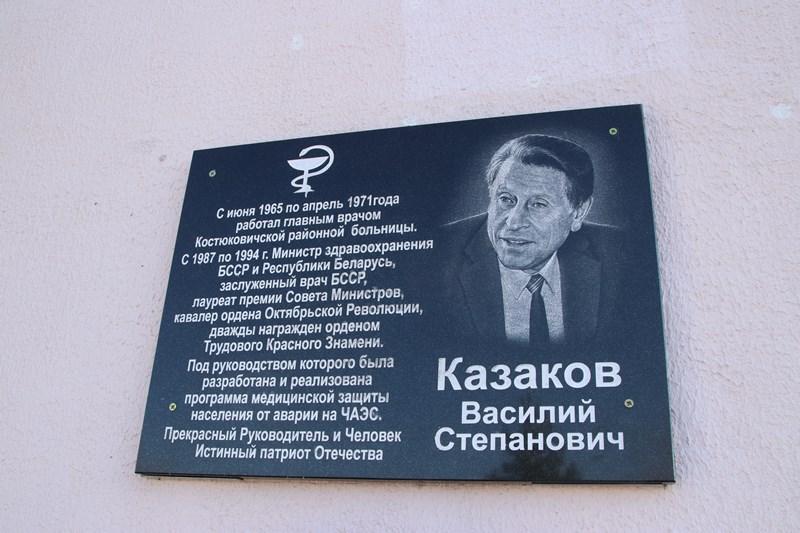 С июня 1965 по апрель 1971года
работал главным врачом
Костюковичской районной больницы.
С 1987 по 1994 г. Министр здравоохранения
БССР и Республики Беларусь,
заслуженный врач БССР,
лауреат премии Совета Министров,
кавалер ордена Октябрьской Революции,
дважды награжден орденом
Трудового Красного Знамени.
Под руководством которого была
разработана и реализована
программа медицинской защиты
населения от аварии на ЧАЭС.
Прекрасный Руководитель и Человек
Истинный патриот Отечества
Казаков
Василий
Степанович